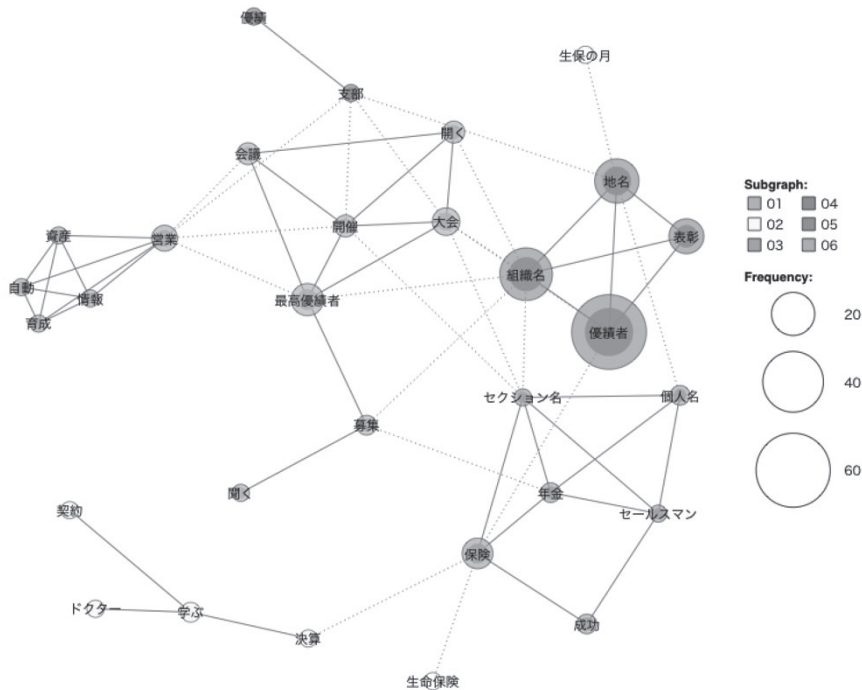 優績
生保の月
支部
開く
会議
地名
開催
大会
表彰
資産
営業
組織名
自動
情報
最高優績者
育成
優績者
セクション名
個人名
募集
聞く
年金
契約
セールスマン
保険
ドクター
学ぶ
成功
決算
生命保険
Subgraph:
01 04
02 05
03 06
Frequency:
20
40
60